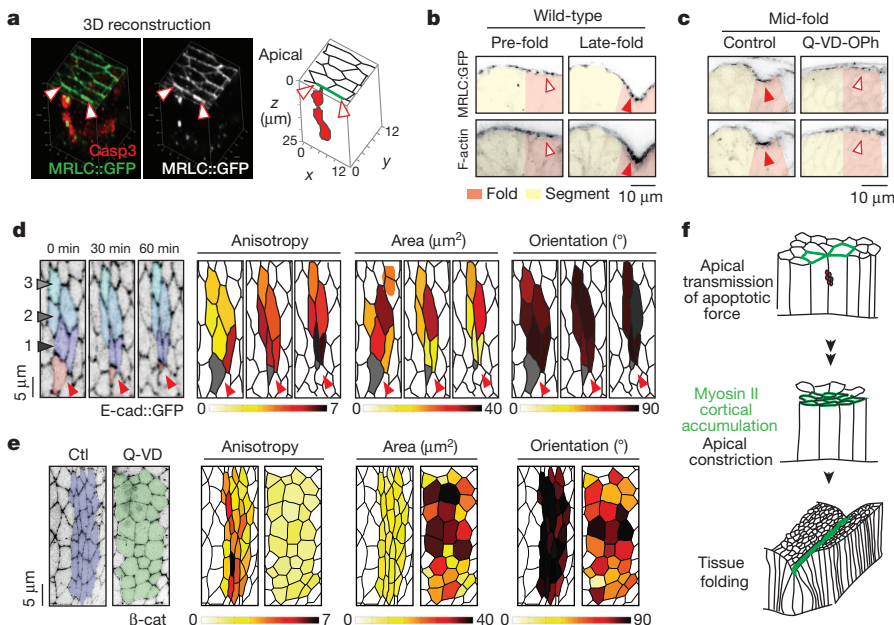 a
3D reconstruction
Casp3
MRLC::GFP
MRLC::GFP
Apical
0
z
(μm)
25
0
x
12
0
y
12
b
Wild-type
Pre-fold Late-fold
MRLC:GFP
F-actin
Fold Segment
10 μm
c
Mid-fold
Control Q-VD-OPh
10 μm
d
0 min 30 min 60 min
3
2
1
5 μm
E-cad::GFP
Anisotropy
0 7
Area (μm²)
0 40
Orientation (°)
0 90
e
Ctl Q-VD
5 μm
β-cat
Anisotropy
0 7
Area (μm²)
0 40
Orientation (°)
0 90
f
Apical
transmission
of apoptotic
force
Myosin II
cortical
accumulation
Apical
constriction
Tissue
folding